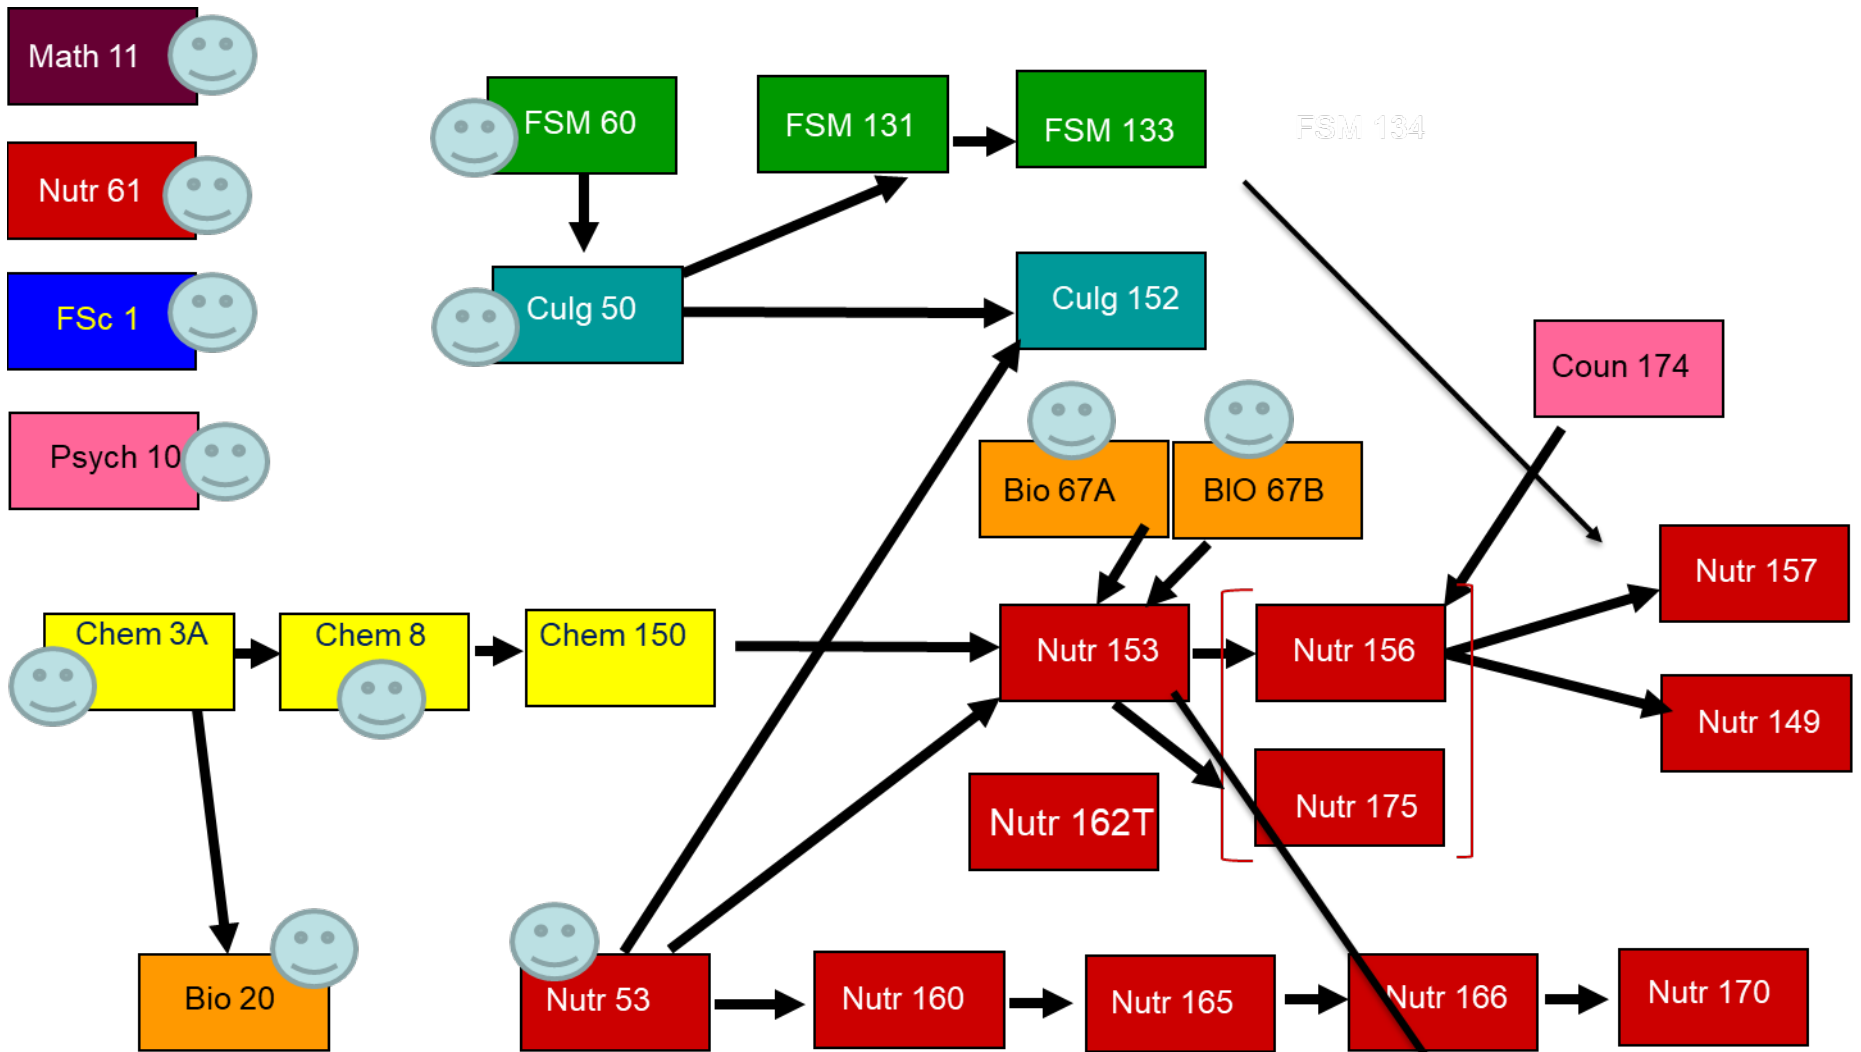 Math 11
Nutr 61
FSc 1
Psych 10
FSM 60
FSM 131
FSM 133
FSM 134
Culg 50
Culg 152
Coun 174
Bio 67A
BIO 67B
Nutr 157
Chem 3A
Chem 8
Chem 150
Nutr 153
Nutr 156
Nutr 149
Nutr 162T
Nutr 175
Bio 20
Nutr 53
Nutr 160
Nutr 165
Nutr 166
Nutr 170